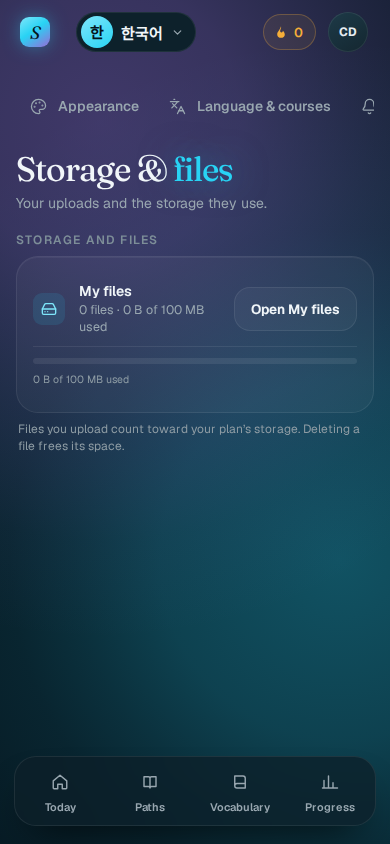 S
한 한국어
0
CD
Appearance
Language & courses
Storage & files
Your uploads and the storage they use.
STORAGE AND FILES
My files
0 files · 0 B of 100 MB
used
Open My files
0 B of 100 MB used
Files you upload count toward your plan's storage. Deleting a
file frees its space.
Today
Paths
Vocabulary
Progress